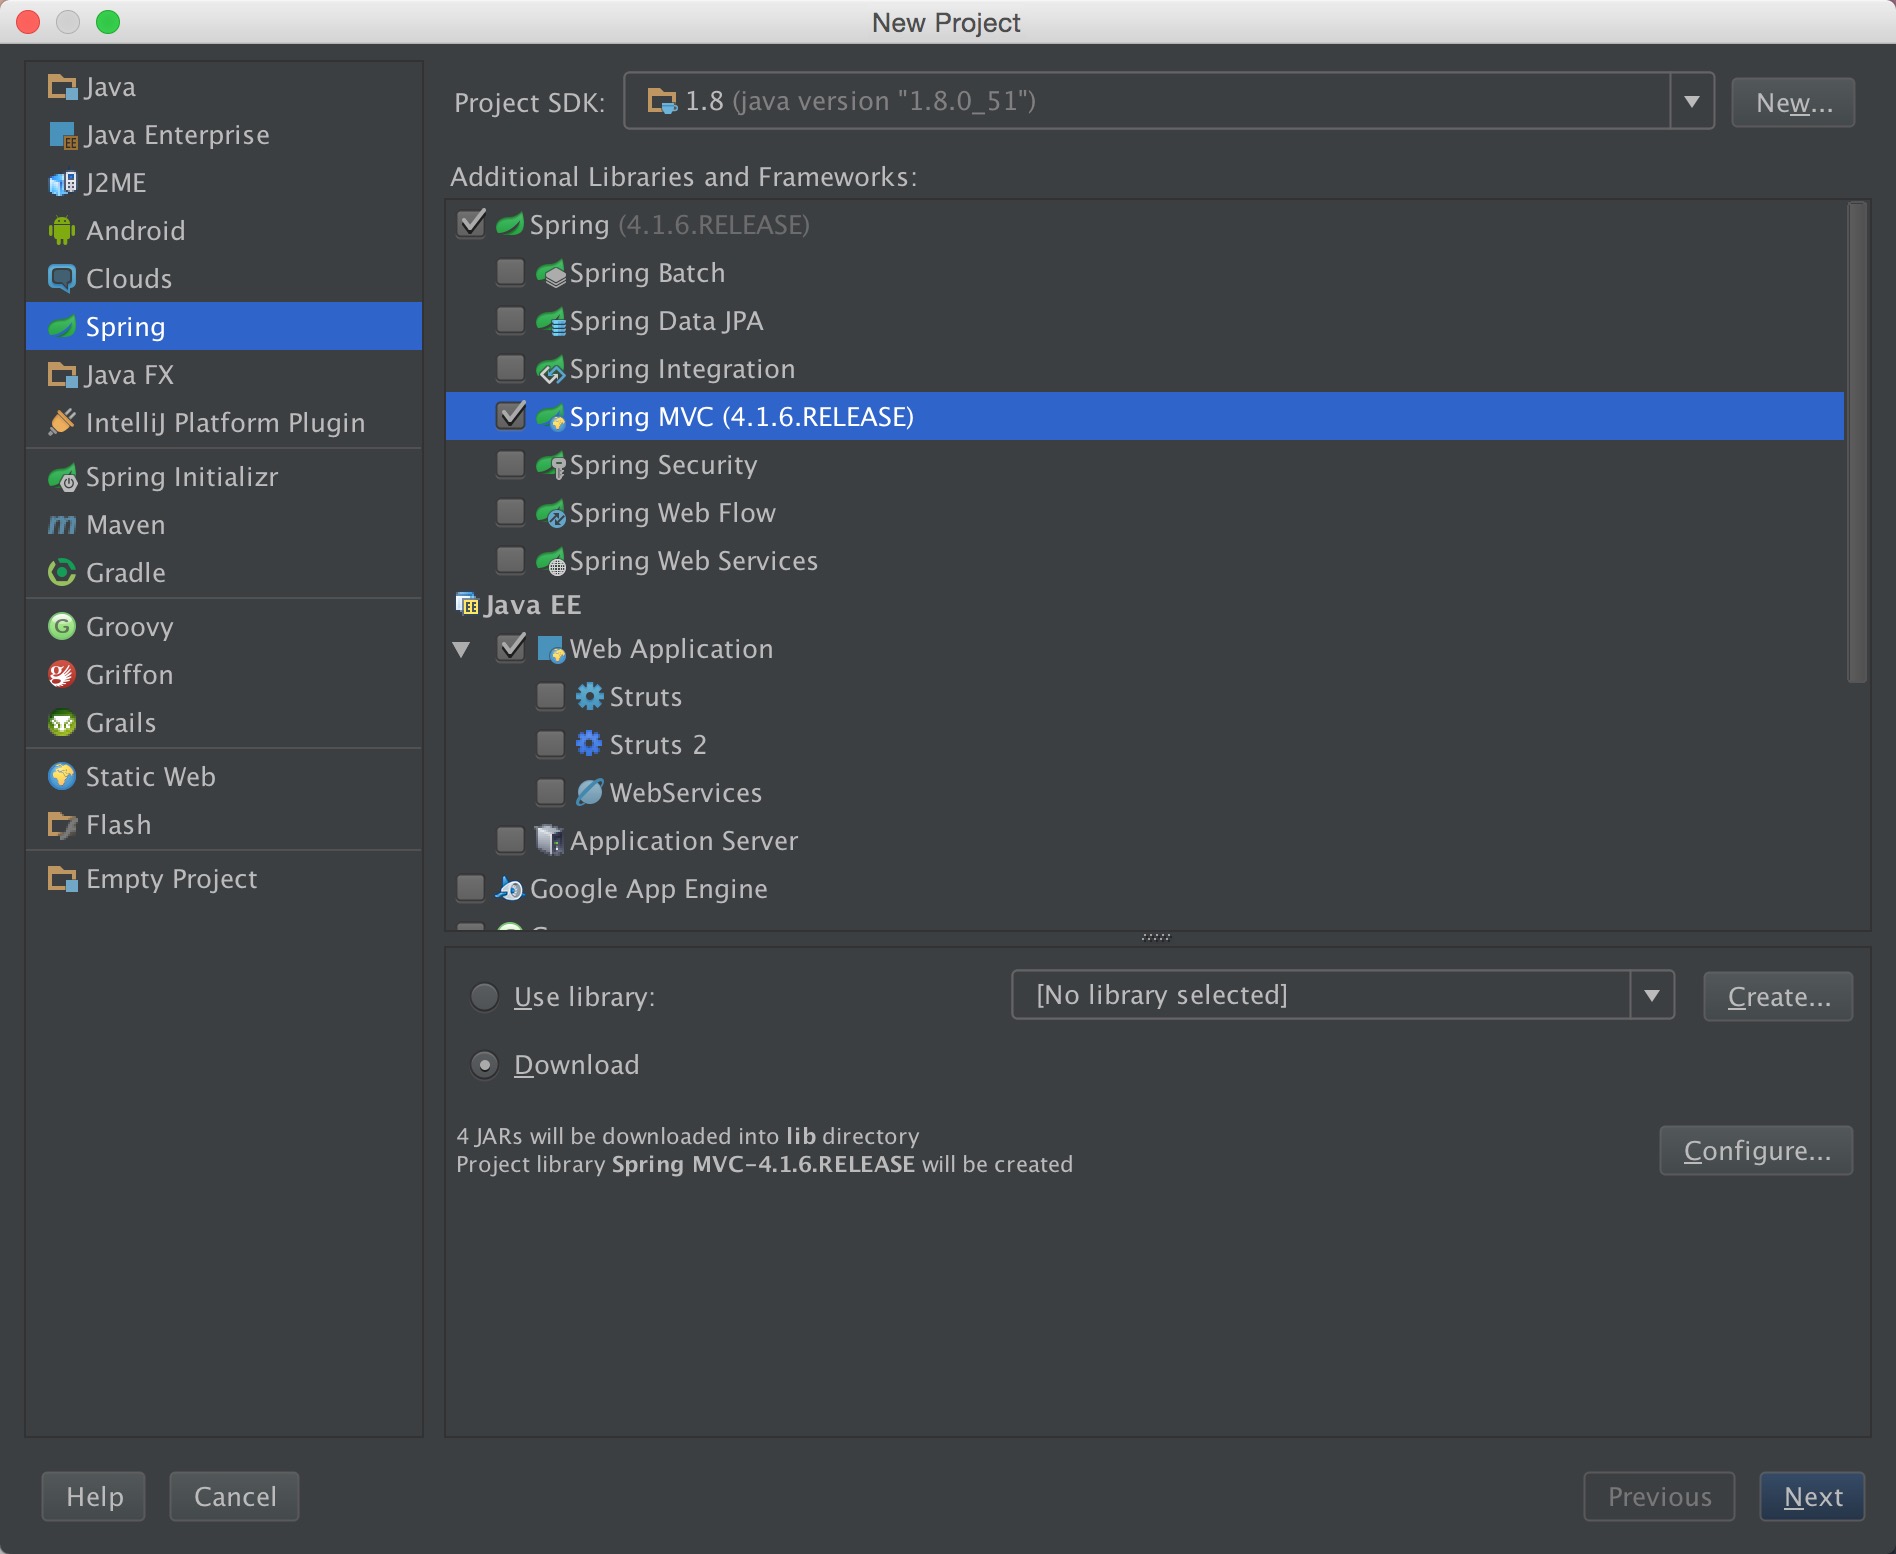 New Project
Java
Java Enterprise
J2ME
Android
Clouds
Spring
Java FX
IntelliJ Platform Plugin
Spring Initializr
Maven
Gradle
Groovy
Griffon
Grails
Static Web
Flash
Empty Project
Project SDK: 1.8 (java version "1.8.0_51") New...
Additional Libraries and Frameworks:
Spring (4.1.6.RELEASE)
Spring Batch
Spring Data JPA
Spring Integration
Spring MVC (4.1.6.RELEASE)
Spring Security
Spring Web Flow
Spring Web Services
Java EE
Web Application
Struts
Struts 2
WebServices
Application Server
Google App Engine
Use library: [No library selected] Create...
Download
4 JARs will be downloaded into lib directory
Project library Spring MVC-4.1.6.RELEASE will be created
Configure...
Help Cancel Previous Next